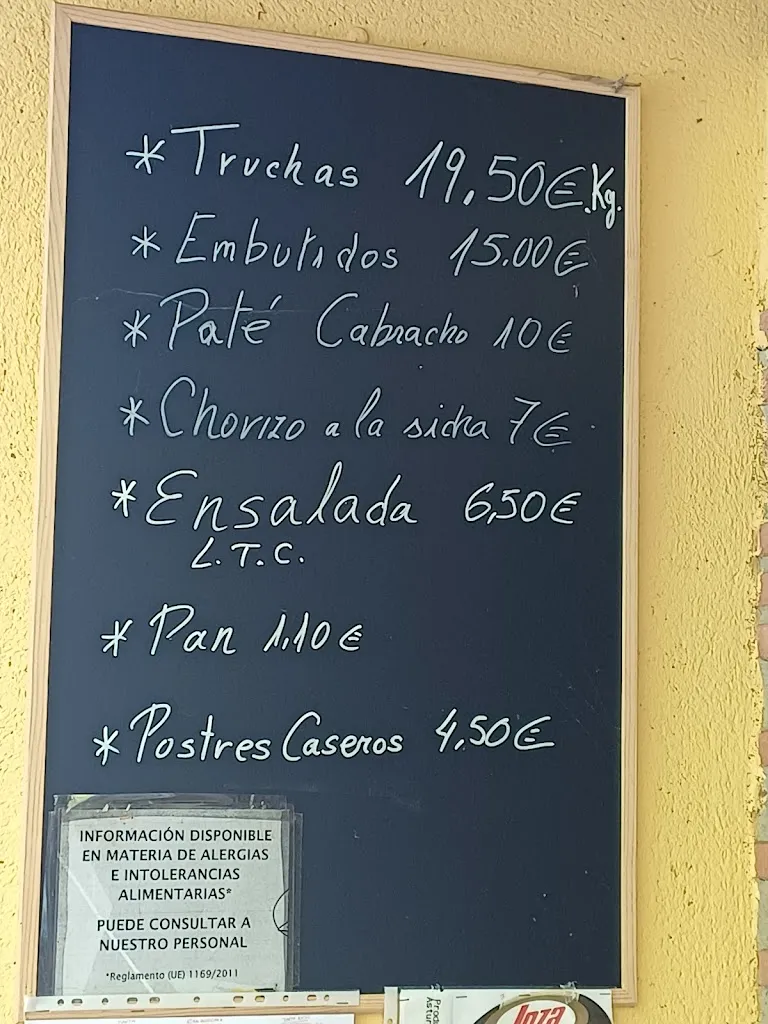 * Truchas 19,50€ Kg.
* Embutidos 15.00€
* Paté Cabracho 10€
* Chorizo a la sidra 7€
* Ensalada 6,50€
L.T.C.
* Pan 1,10€
* Postres Caseros 4,50€
INFORMACIÓN DISPONIBLE
EN MATERIA DE ALERGIAS
E INTOLERANCIAS
ALIMENTARIAS*
PUEDE CONSULTAR A
NUESTRO PERSONAL
*Reglamento (UE) 1169/2011
Inza